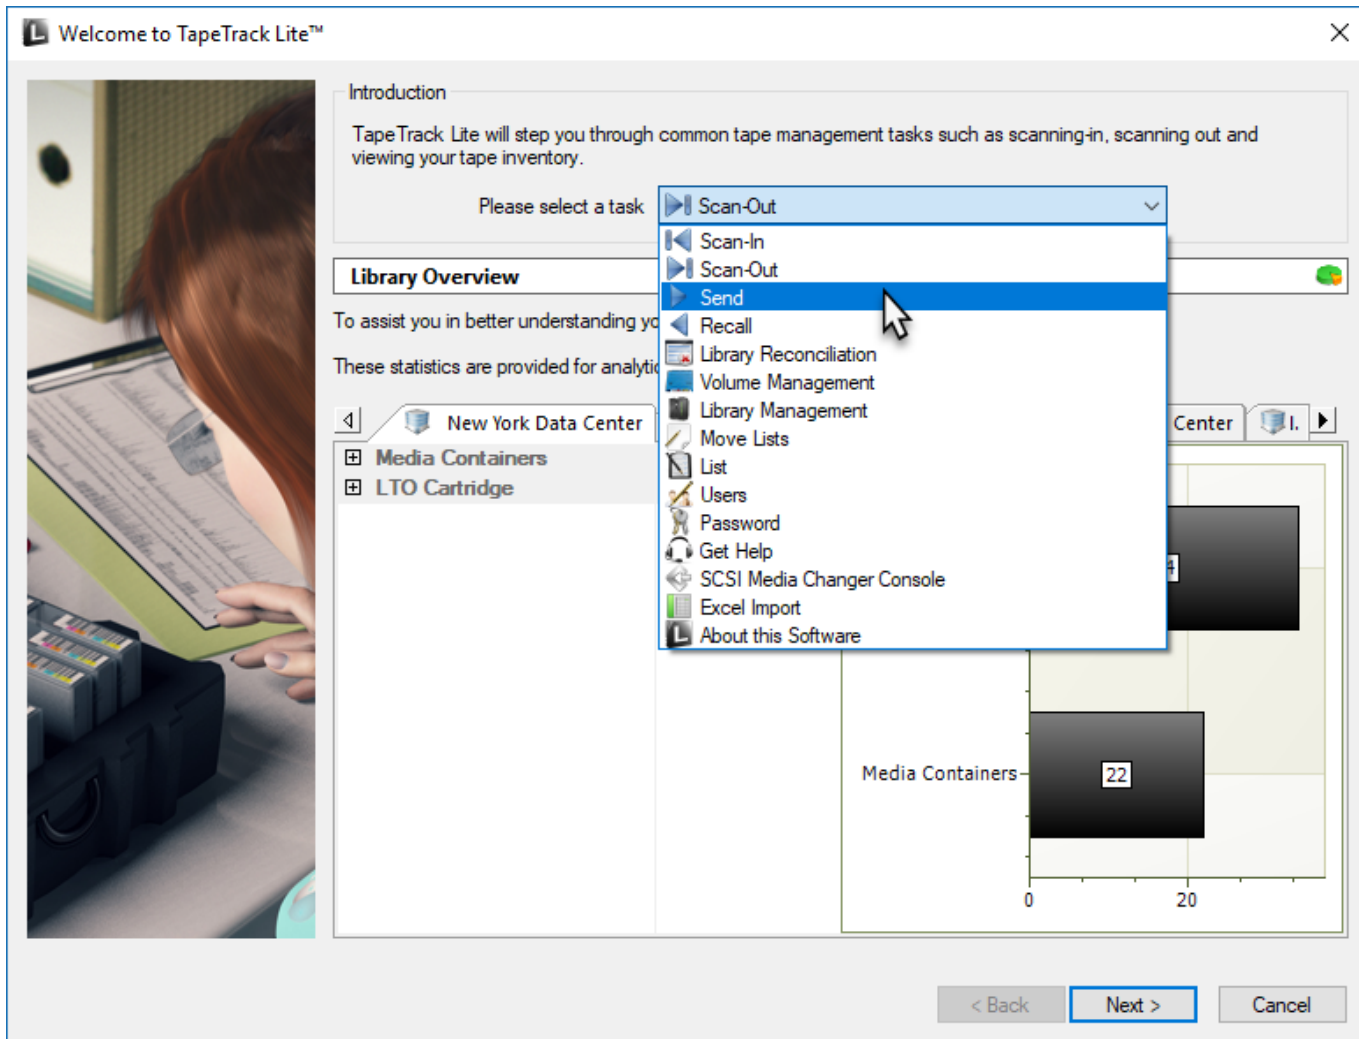 Welcome to TapeTrack Lite™
Introduction
TapeTrack Lite will step you through common tape management tasks such as scanning-in, scanning out and
viewing your tape inventory.
Please select a task
Scan-Out
Scan-In
Scan-Out
Send
Recall
Library Reconciliation
Volume Management
Library Management
Move Lists
List
Users
Password
Get Help
SCSI Media Changer Console
Excel Import
About this Software
Library Overview
To assist you in better understanding
These statistics are provided for
New York Data Center
Center
Media Containers
LTO Cartridge
Media Containers
22
0
20
< Back
Next >
Cancel